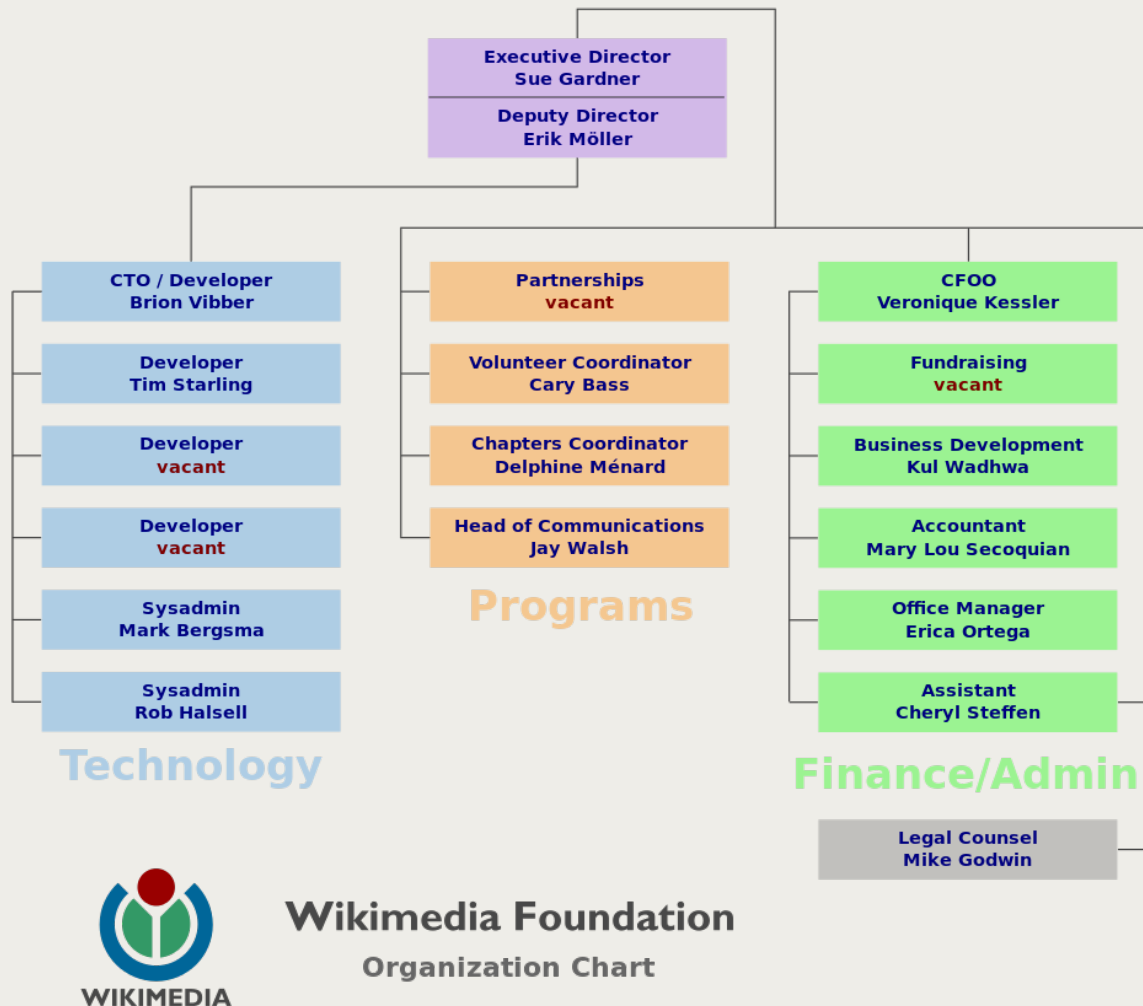 Executive Director
Sue Gardner
Deputy Director
Erik Möller
CTO / Developer
Brion Vibber
Developer
Tim Starling
Developer
vacant
Developer
vacant
Sysadmin
Mark Bergsma
Sysadmin
Rob Halsell
Technology
Partnerships
vacant
Volunteer Coordinator
Cary Bass
Chapters Coordinator
Delphine Ménard
Head of Communications
Jay Walsh
Programs
CFOO
Veronique Kessler
Fundraising
vacant
Business Development
Kul Wadhwa
Accountant
Mary Lou Secoquian
Office Manager
Erica Ortega
Assistant
Cheryl Steffen
Finance/Admin
Legal Counsel
Mike Godwin
Wikimedia Foundation
Organization Chart
WIKIMEDIA